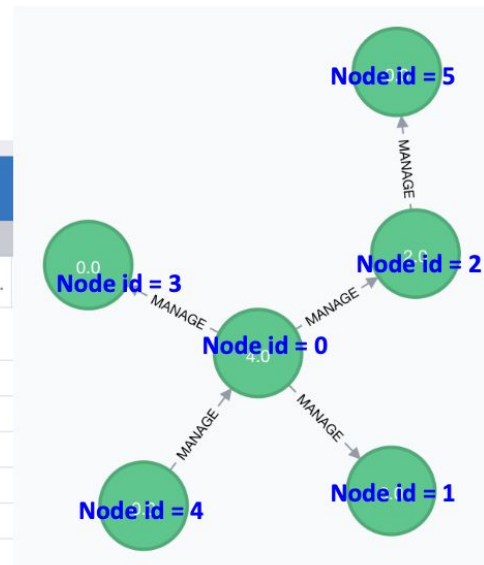 Node id = 5
MANAGE
0.0
Node id = 3
Node id = 2
MANAGE
MANAGE
Node id = 0
4.0
MANAGE
MANAGE
Node id = 4
Node id = 1